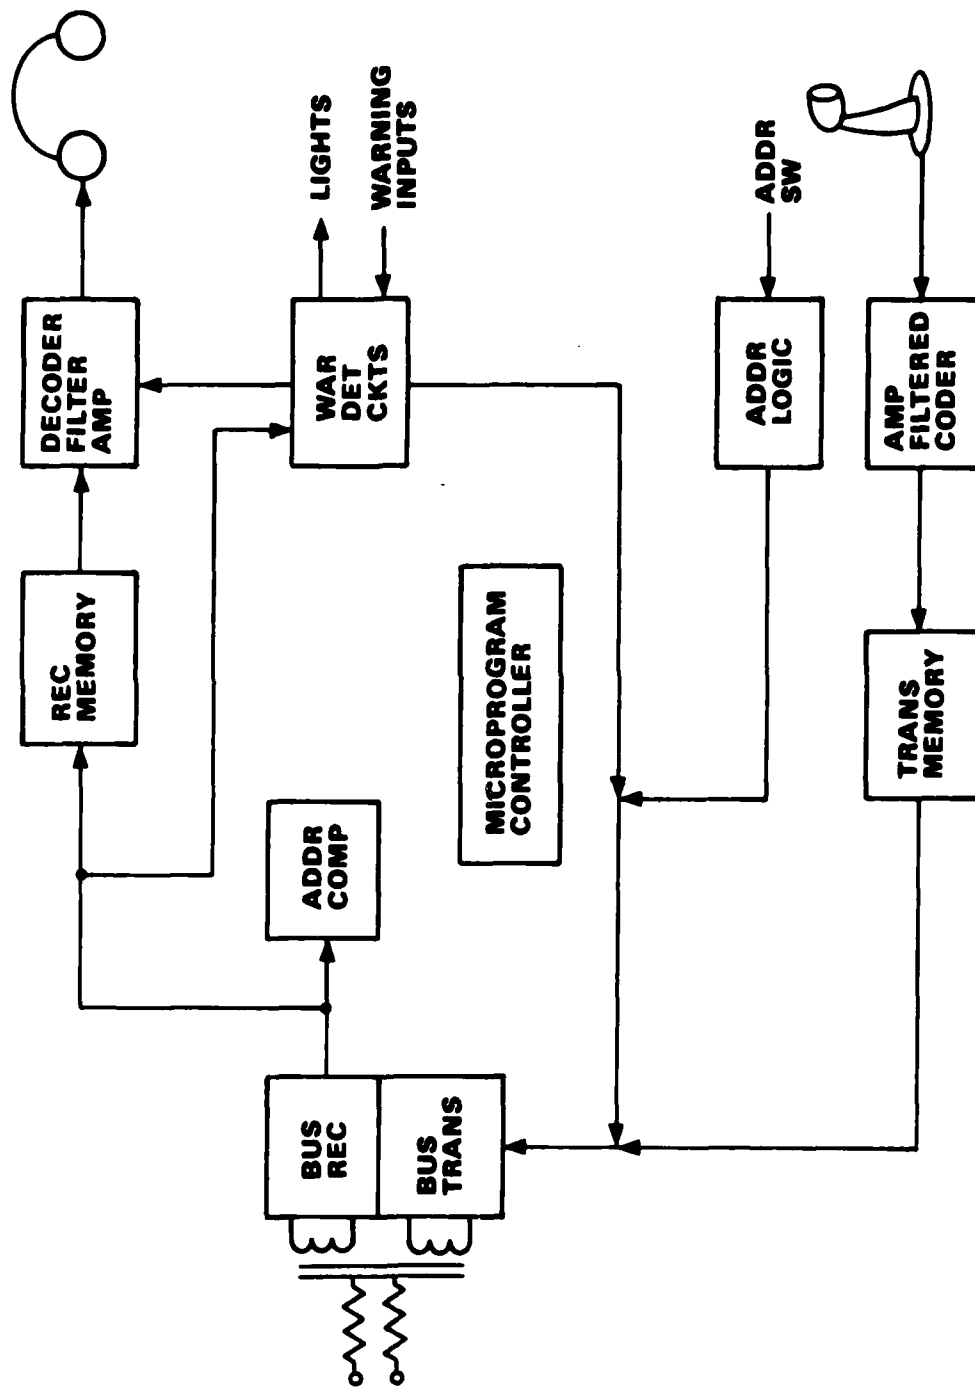 DECODER
FILTER
AMP
LIGHTS
WARNING
INPUTS
WAR
DET
CKTS
REC
MEMORY
ADDR
SW
ADDR
LOGIC
AMP
FILTERED
CODER
MICROPROGRAM
CONTROLLER
TRANS
MEMORY
ADDR
COMP
BUS
REC
BUS
TRANS